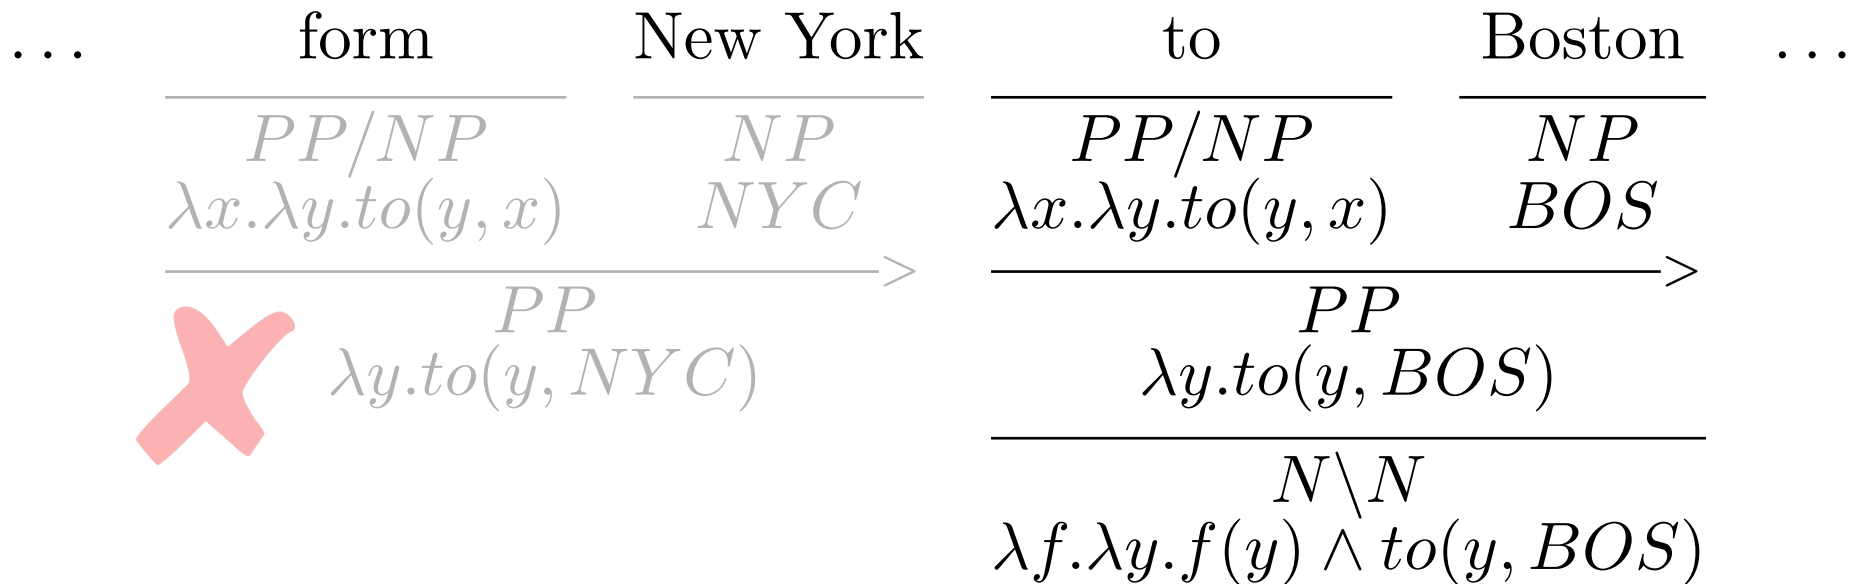 ... form New York to Boston ...
PP/NP NP PP/NP NP
λx.λy.to(y, x) NYC λx.λy.to(y, x) BOS
> >
PP PP
λy.to(y, NYC) λy.to(y, BOS)
N\N
λf.λy.f(y) ∧ to(y, BOS)